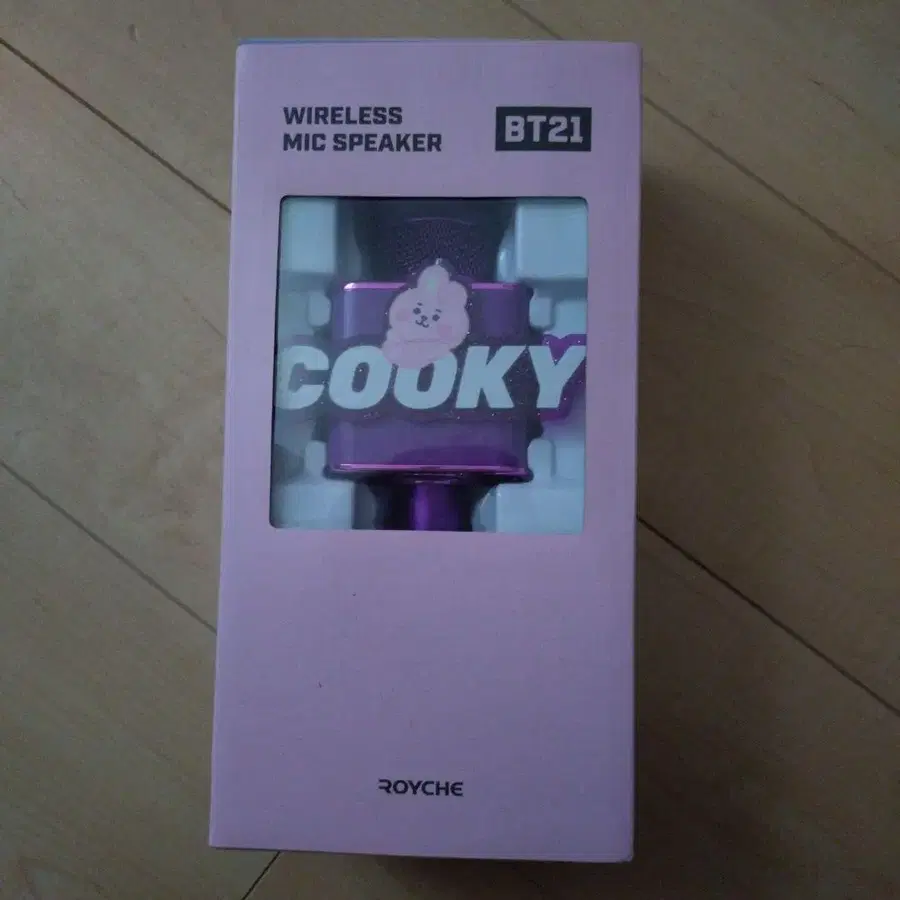 WIRELESS
MIC SPEAKER
BT21
COOKY
ROYCHE